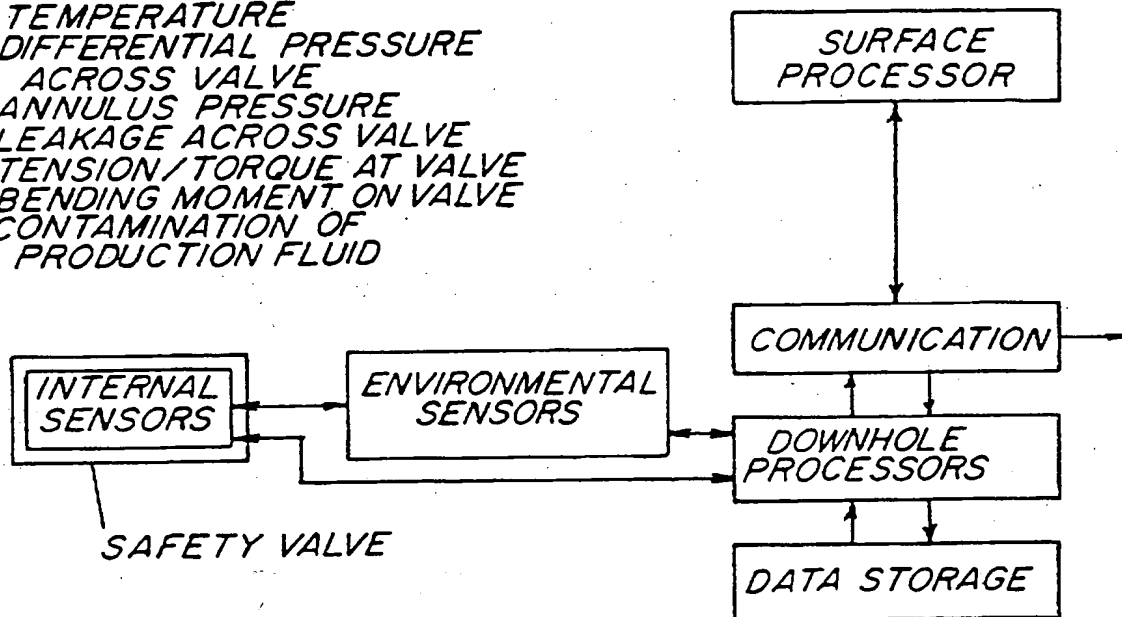 TEMPERATURE
DIFFERENTIAL PRESSURE
ACROSS VALVE
ANNULUS PRESSURE
LEAKAGE ACROSS VALVE
TENSION/TORQUE AT VALVE
BENDING MOMENT ON VALVE
CONTAMINATION OF
PRODUCTION FLUID
SURFACE
PROCESSOR
COMMUNICATION
INTERNAL
SENSORS
ENVIRONMENTAL
SENSORS
DOWNHOLE
PROCESSORS
SAFETY VALVE
DATA STORAGE